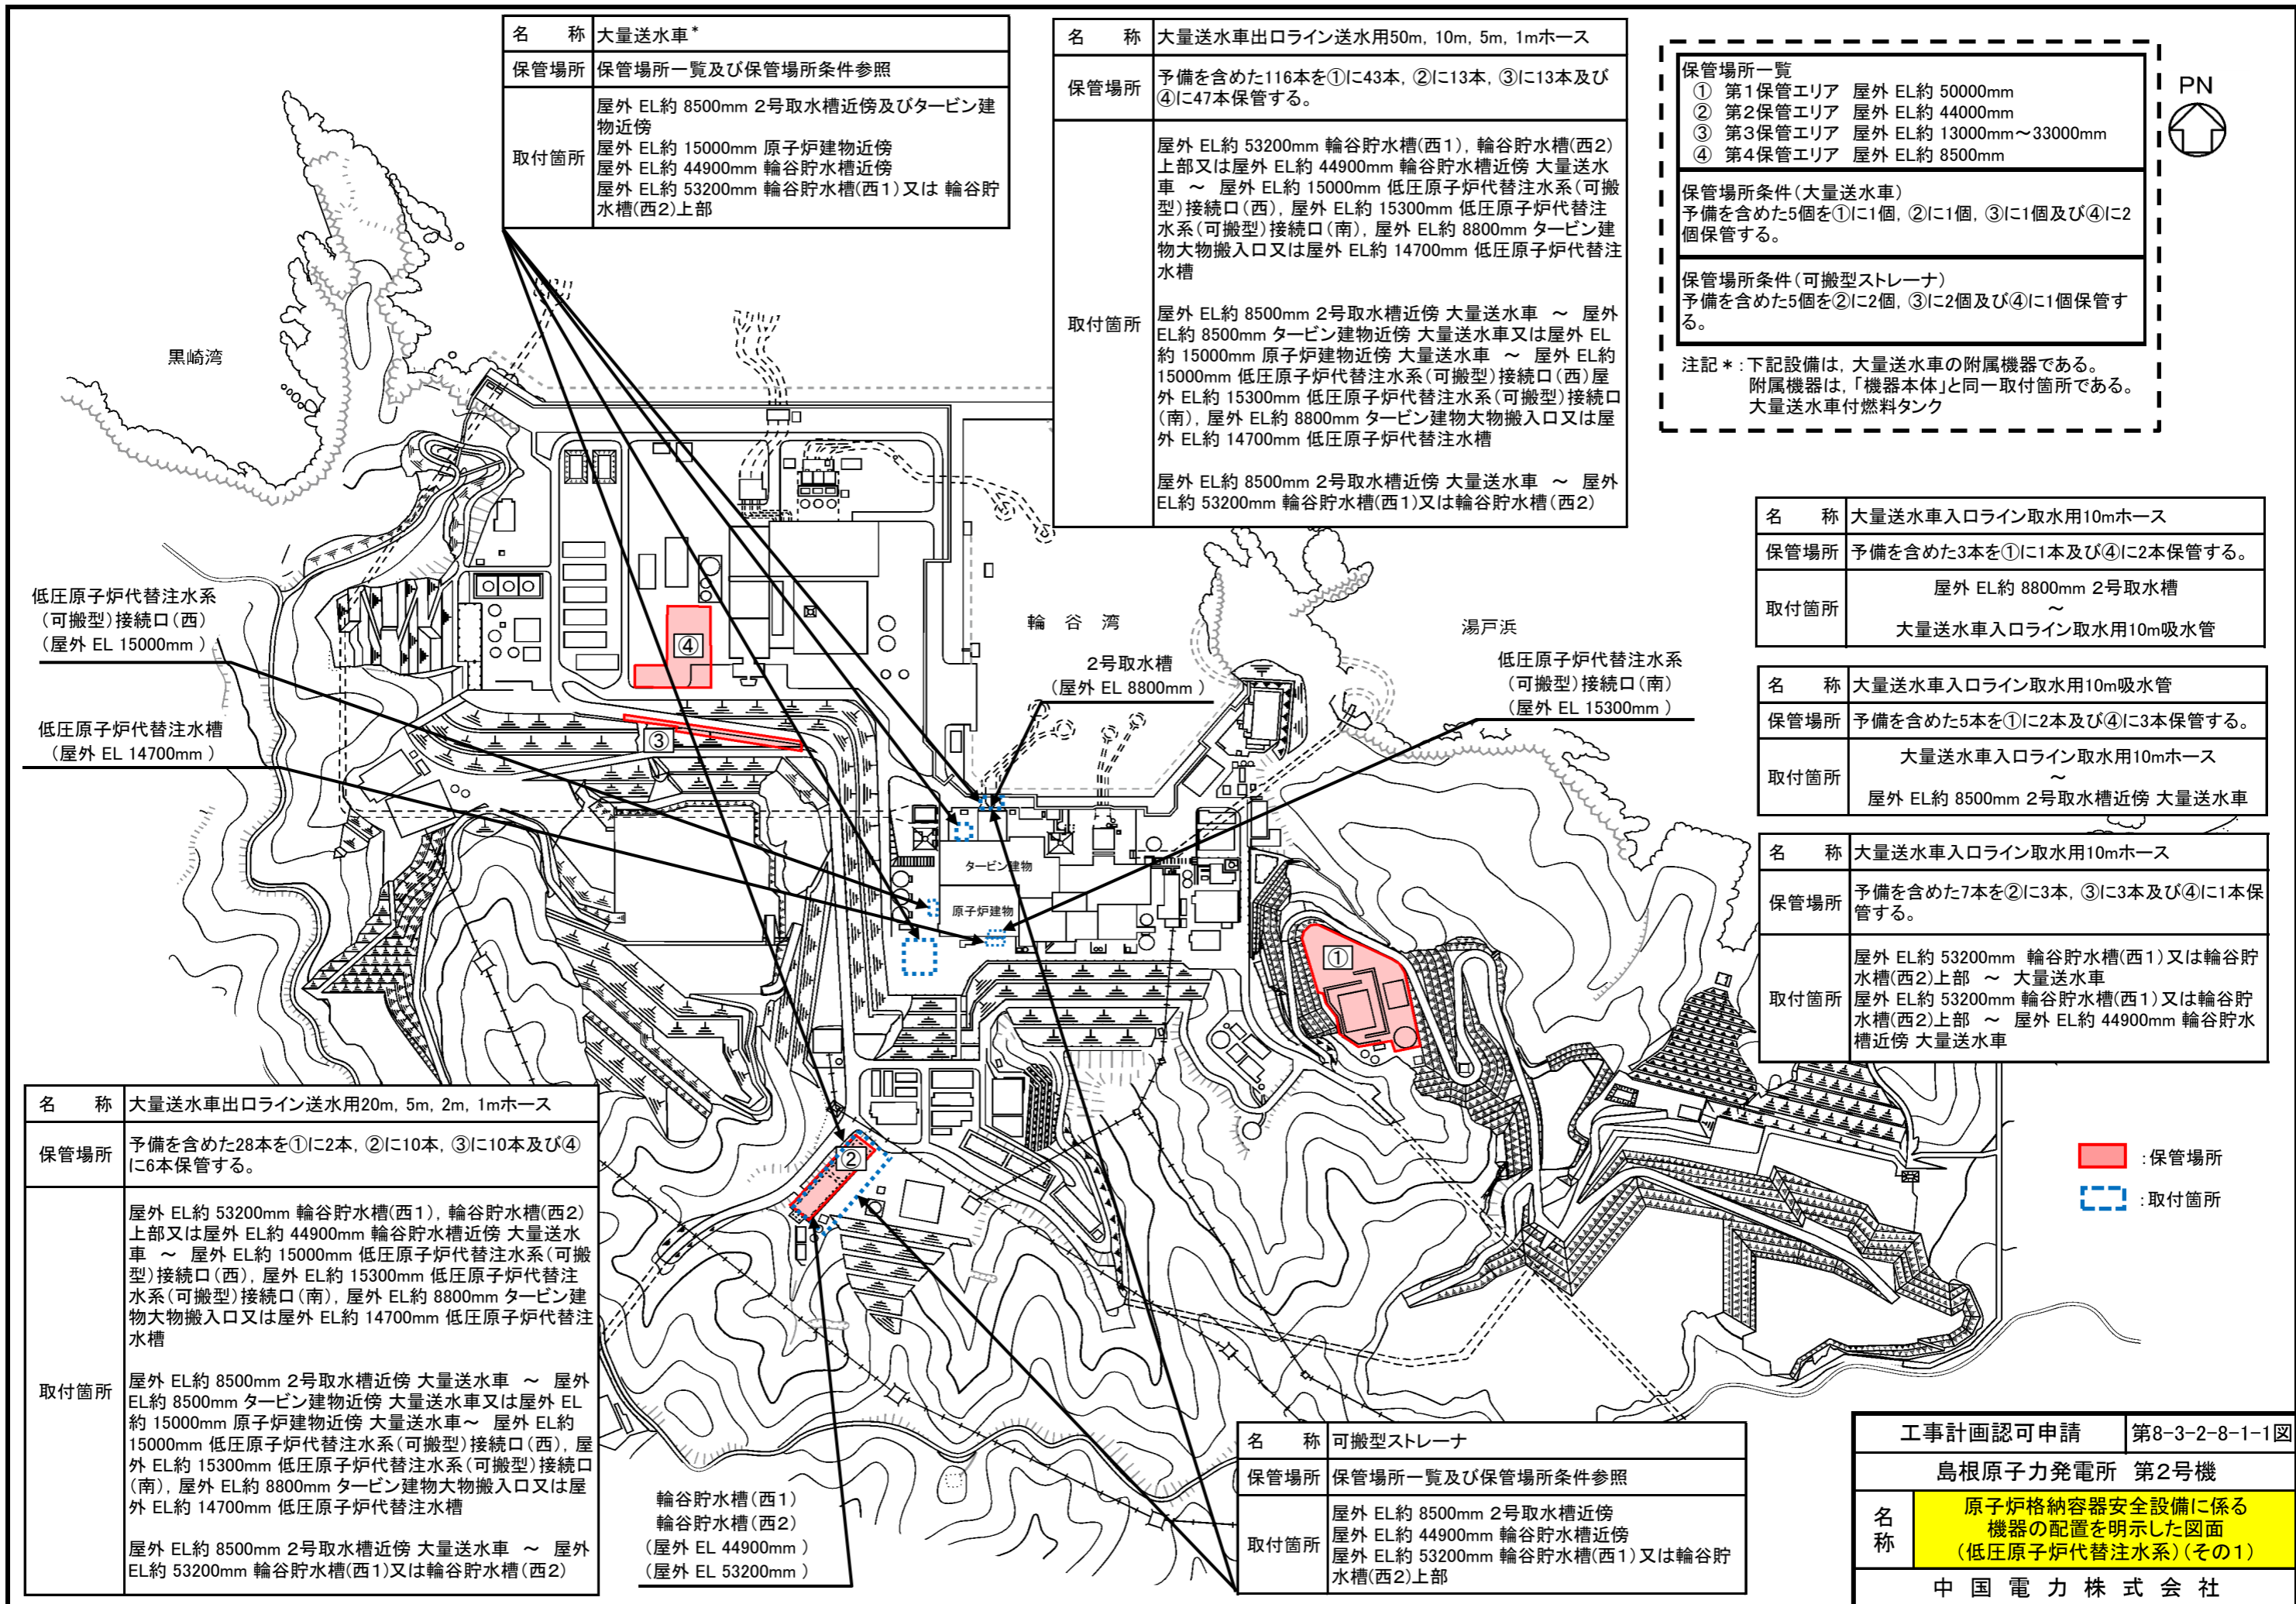 名　称 大量送水車*
保管場所 保管場所一覧及び保管場所条件参照
取付箇所
屋外 EL約 8500mm 2号取水槽近傍及びタービン建
物近傍
屋外 EL約 15000mm 原子炉建物近傍
屋外 EL約 44900mm 輪谷貯水槽近傍
屋外 EL約 53200mm 輪谷貯水槽(西1)又は 輪谷貯
水槽(西2)上部
名　称 大量送水車出口ライン送水用50m, 10m, 5m, 1mホース
保管場所
予備を含めた116本を①に43本, ②に13本, ③に13本及び
④に47本保管する。
取付箇所
屋外 EL約 53200mm 輪谷貯水槽(西1), 輪谷貯水槽(西2)
上部又は屋外 EL約 44900mm 輪谷貯水槽近傍 大量送水
車 ～ 屋外 EL約 15000mm 低圧原子炉代替注水系(可搬
型)接続口(西), 屋外 EL約 15300mm 低圧原子炉代替注
水系(可搬型)接続口(南), 屋外 EL約 8800mm タービン建
物大物搬入口又は屋外 EL約 14700mm 低圧原子炉代替注
水槽
屋外 EL約 8500mm 2号取水槽近傍 大量送水車 ～ 屋外
EL約 8500mm タービン建物近傍 大量送水車又は屋外 EL
約 15000mm 原子炉建物近傍 大量送水車 ～ 屋外 EL約
15000mm 低圧原子炉代替注水系(可搬型)接続口(西)屋
外 EL約 15300mm 低圧原子炉代替注水系(可搬型)接続口
(南), 屋外 EL約 8800mm タービン建物大物搬入口又は屋
外 EL約 14700mm 低圧原子炉代替注水槽
屋外 EL約 8500mm 2号取水槽近傍 大量送水車 ～ 屋外
EL約 53200mm 輪谷貯水槽(西1)又は輪谷貯水槽(西2)
保管場所一覧
① 第1保管エリア 屋外 EL約 50000mm
② 第2保管エリア 屋外 EL約 44000mm
③ 第3保管エリア 屋外 EL約 13000mm～33000mm
④ 第4保管エリア 屋外 EL約 8500mm
保管場所条件(大量送水車)
予備を含めた5個を①に1個, ②に1個, ③に1個及び④に2
個保管する。
保管場所条件(可搬型ストレーナ)
予備を含めた5個を②に2個, ③に2個及び④に1個保管す
る。
注記*:下記設備は, 大量送水車の附属機器である。
附属機器は,「機器本体」と同一取付箇所である。
大量送水車付燃料タンク
PN
黒崎湾
輪谷湾
湯戸浜
名　称 大量送水車入口ライン取水用10mホース
保管場所 予備を含めた3本を①に1本及び④に2本保管する。
取付箇所
屋外 EL約 8800mm 2号取水槽
～
大量送水車入口ライン取水用10m吸水管
名　称 大量送水車入口ライン取水用10m吸水管
保管場所 予備を含めた5本を①に2本及び④に3本保管する。
取付箇所
大量送水車入口ライン取水用10mホース
～
屋外 EL約 8500mm 2号取水槽近傍 大量送水車
名　称 大量送水車入口ライン取水用10mホース
保管場所
予備を含めた7本を②に3本, ③に3本及び④に1本保
管する。
取付箇所
屋外 EL約 53200mm 輪谷貯水槽(西1)又は輪谷貯
水槽(西2)上部 ～ 大量送水車
屋外 EL約 53200mm 輪谷貯水槽(西1)又は輪谷貯
水槽(西2)上部 ～ 屋外 EL約 44900mm 輪谷貯水
槽近傍 大量送水車
低圧原子炉代替注水系
(可搬型)接続口(西)
(屋外 EL 15000mm )
低圧原子炉代替注水槽
(屋外 EL 14700mm )
2号取水槽
(屋外 EL 8800mm )
低圧原子炉代替注水系
(可搬型)接続口(南)
(屋外 EL 15300mm )
④
③
タービン建物
原子炉建物
①
②
:保管場所
:取付箇所
名　称 大量送水車出口ライン送水用20m, 5m, 2m, 1mホース
保管場所
予備を含めた28本を①に2本, ②に10本, ③に10本及び④
に6本保管する。
取付箇所
屋外 EL約 53200mm 輪谷貯水槽(西1), 輪谷貯水槽(西2)
上部又は屋外 EL約 44900mm 輪谷貯水槽近傍 大量送水
車 ～ 屋外 EL約 15000mm 低圧原子炉代替注水系(可搬
型)接続口(西), 屋外 EL約 15300mm 低圧原子炉代替注
水系(可搬型)接続口(南), 屋外 EL約 8800mm タービン建
物大物搬入口又は屋外 EL約 14700mm 低圧原子炉代替注
水槽
屋外 EL約 8500mm 2号取水槽近傍 大量送水車 ～ 屋外
EL約 8500mm タービン建物近傍 大量送水車又は屋外 EL
約 15000mm 原子炉建物近傍 大量送水車～ 屋外 EL約
15000mm 低圧原子炉代替注水系(可搬型)接続口(西), 屋
外 EL約 15300mm 低圧原子炉代替注水系(可搬型)接続口
(南), 屋外 EL約 8800mm タービン建物大物搬入口又は屋
外 EL約 14700mm 低圧原子炉代替注水槽
屋外 EL約 8500mm 2号取水槽近傍 大量送水車 ～ 屋外
EL約 53200mm 輪谷貯水槽(西1)又は輪谷貯水槽(西2)
輪谷貯水槽(西1)
輪谷貯水槽(西2)
(屋外 EL 44900mm )
(屋外 EL 53200mm )
名　称 可搬型ストレーナ
保管場所 保管場所一覧及び保管場所条件参照
取付箇所
屋外 EL約 8500mm 2号取水槽近傍
屋外 EL約 44900mm 輪谷貯水槽近傍
屋外 EL約 53200mm 輪谷貯水槽(西1)又は輪谷貯
水槽(西2)上部
工事計画認可申請 第8-3-2-8-1-1図
島根原子力発電所 第2号機
名称
原子炉格納容器安全設備に係る
機器の配置を明示した図面
(低圧原子炉代替注水系)(その1)
中国電力株式会社